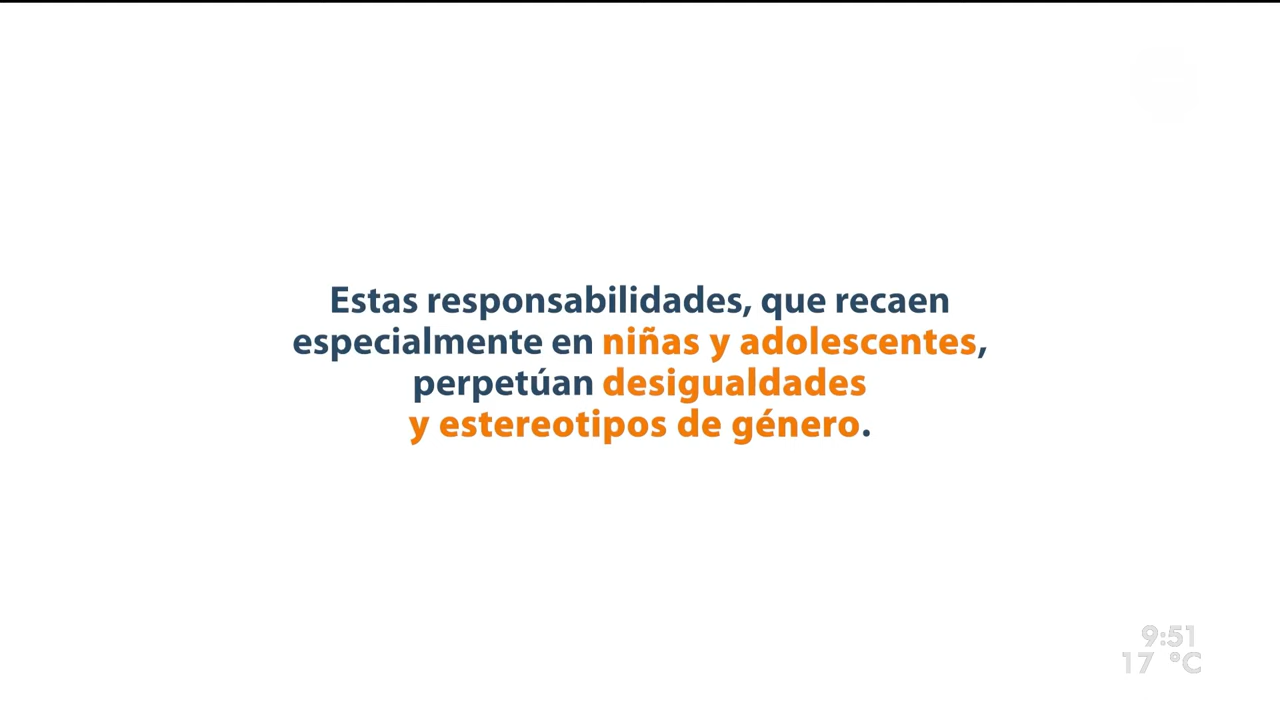 Estas responsabilidades, que recaen
especialmente en niñas y adolescentes,
perpetúan desigualdades
y estereotipos de género.
9:51
17 °C